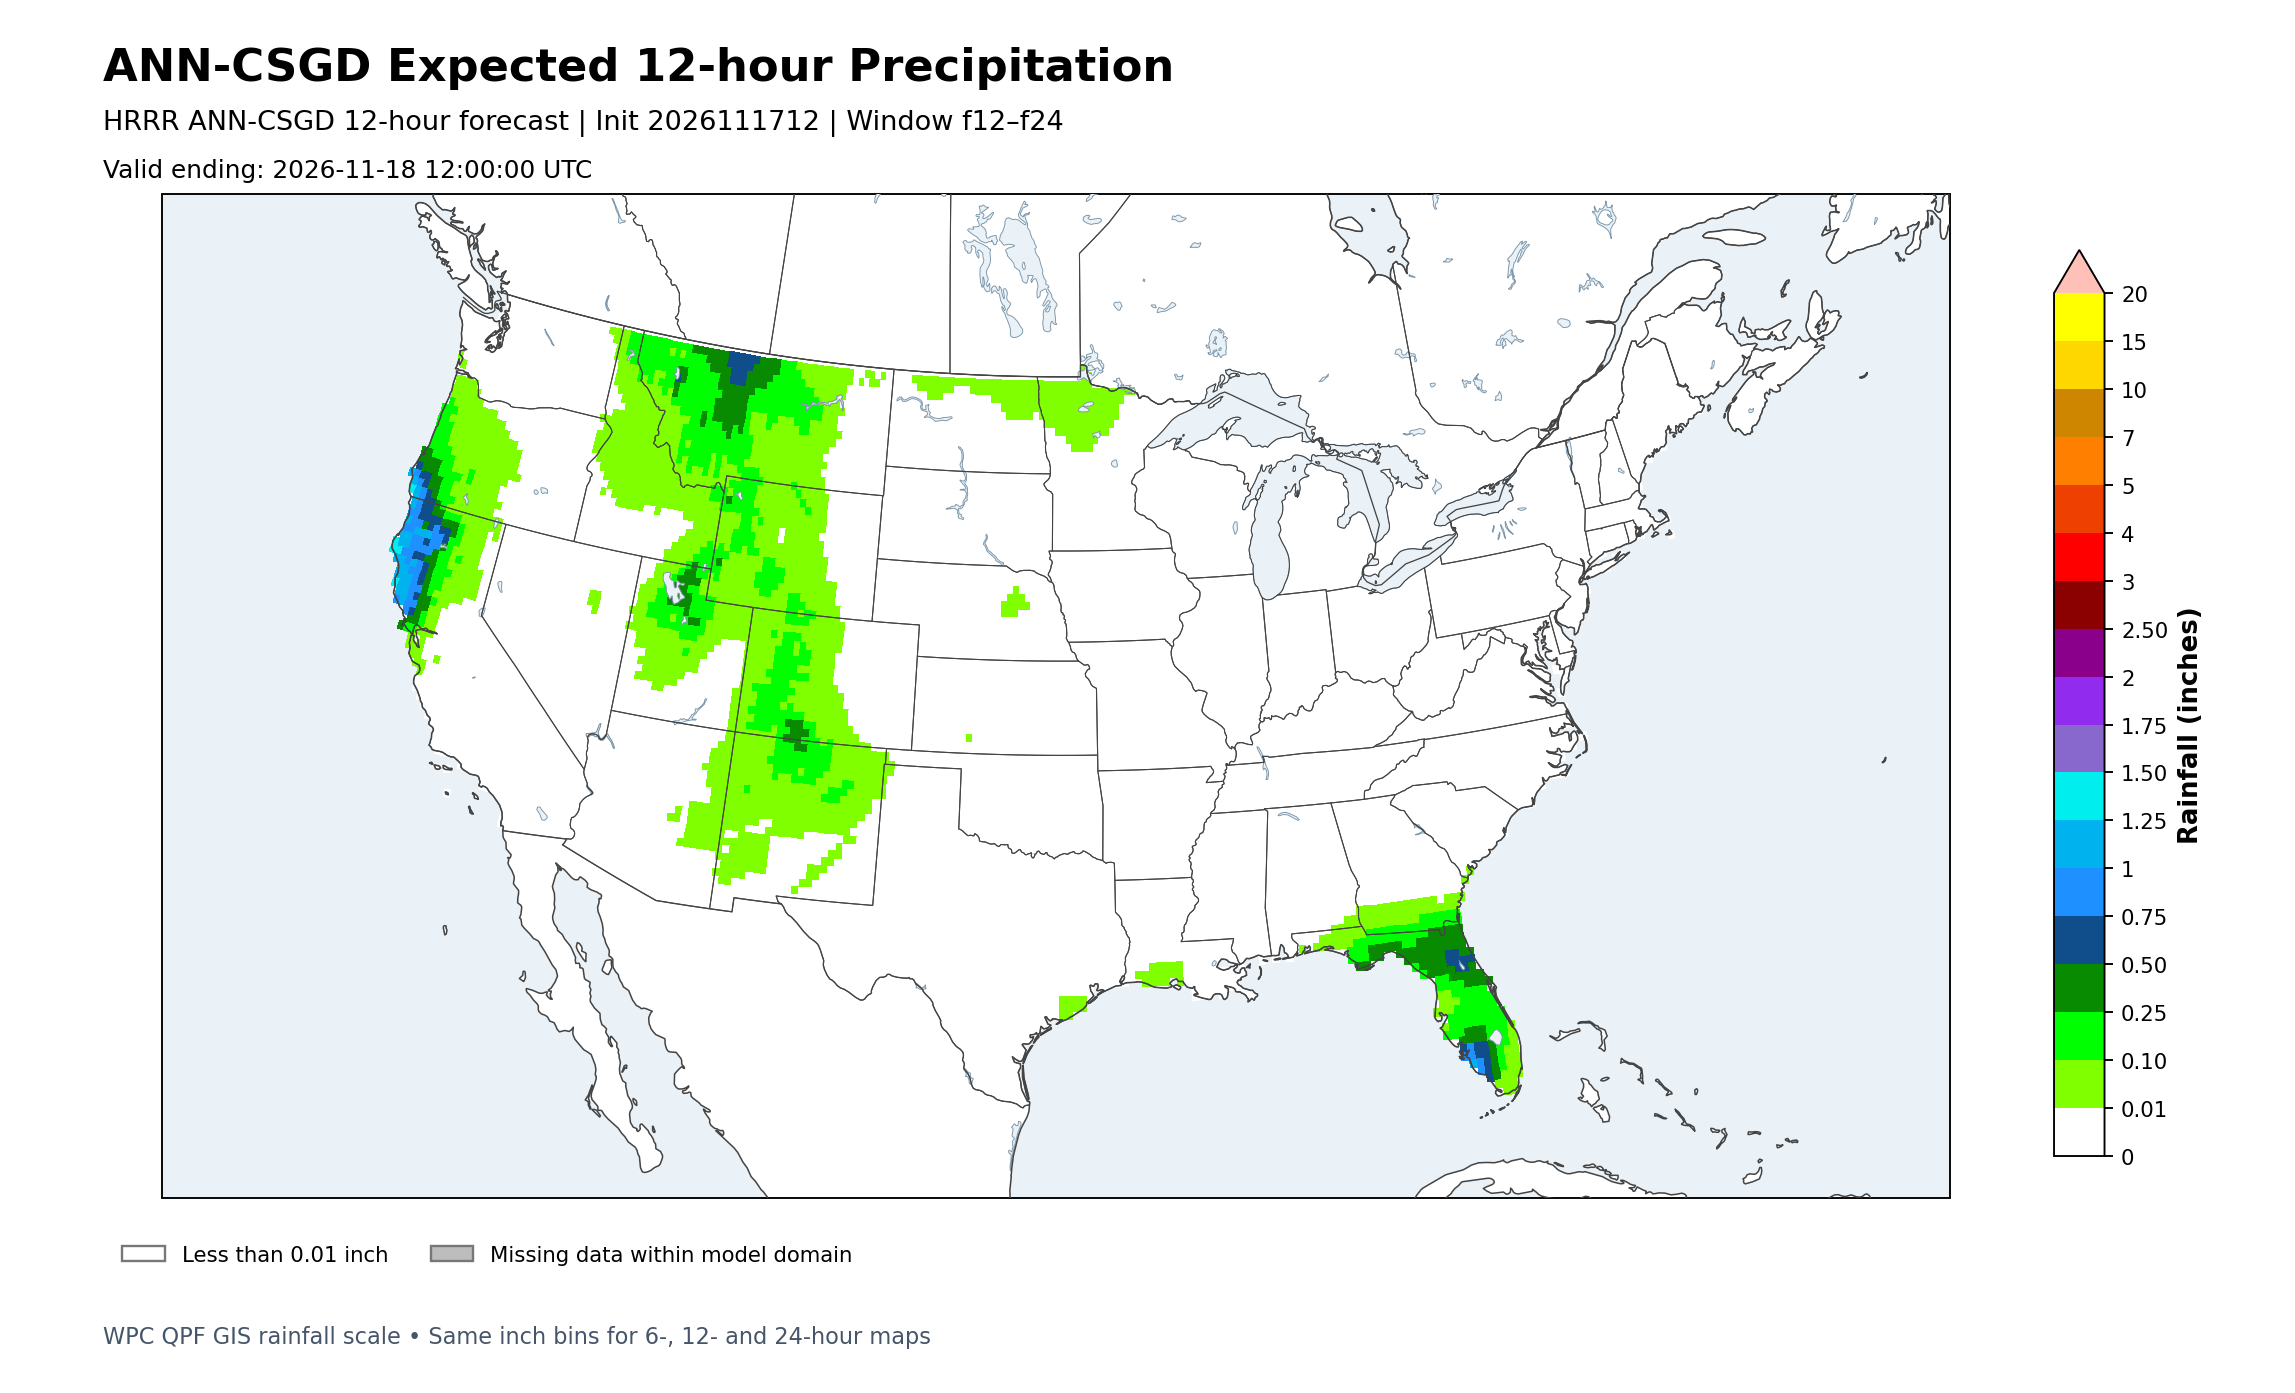 ANN-CSGD Expected 12-hour Precipitation
HRRR ANN-CSGD 12-hour forecast | Init 2026111712 | Window f12–f24
Valid ending: 2026-11-18 12:00:00 UTC
20
15
10
7
5
4
3
2.50
2
1.75
1.50
1.25
1
0.75
0.50
0.25
0.10
0.01
0
Rainfall (inches)
Less than 0.01 inch
Missing data within model domain
WPC QPF GIS rainfall scale • Same inch bins for 6-, 12- and 24-hour maps